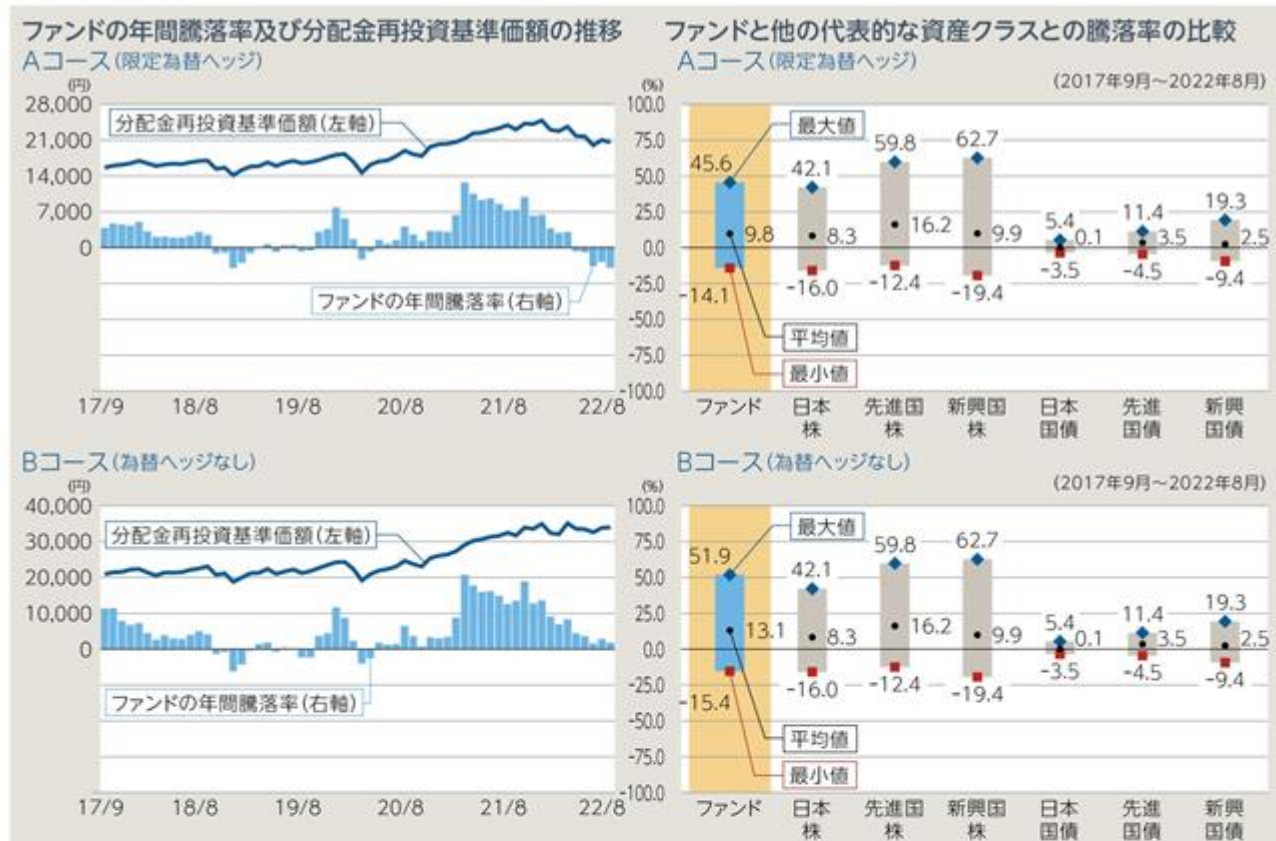 ファンドの年間騰落率及び分配金再投資基準価額の推移
Aコース(限定為替ヘッジ)
(円)
(%)
28,000
21,000
14,000
7,000
0
100.0
75.0
50.0
25.0
0.0
-25.0
-50.0
-75.0
-100.0
分配金再投資基準価額(左軸)
ファンドの年間騰落率(右軸)
17/9 18/8 19/8 20/8 21/8 22/8
ファンドと他の代表的な資産クラスとの騰落率の比較
Aコース(限定為替ヘッジ)
(2017年9月～2022年8月)
最大値
45.6 42.1 59.8 62.7 5.4 11.4 19.3
9.8 8.3 16.2 9.9 0.1 3.5 2.5
-14.1 -16.0 -12.4 -19.4 -3.5 -4.5 -9.4
平均値
最小値
ファンド 日本 先進国 新興国 日本 先進 新興
株 株 株 国債 国債 国債
Bコース(為替ヘッジなし)
(円)
(%)
40,000
30,000
20,000
10,000
0
100.0
75.0
50.0
25.0
0.0
-25.0
-50.0
-75.0
-100.0
分配金再投資基準価額(左軸)
ファンドの年間騰落率(右軸)
17/9 18/8 19/8 20/8 21/8 22/8
Bコース(為替ヘッジなし)
(2017年9月～2022年8月)
最大値
51.9 42.1 59.8 62.7 5.4 11.4 19.3
13.1 8.3 16.2 9.9 0.1 3.5 2.5
-15.4 -16.0 -12.4 -19.4 -3.5 -4.5 -9.4
平均値
最小値
ファンド 日本 先進国 新興国 日本 先進 新興
株 株 株 国債 国債 国債